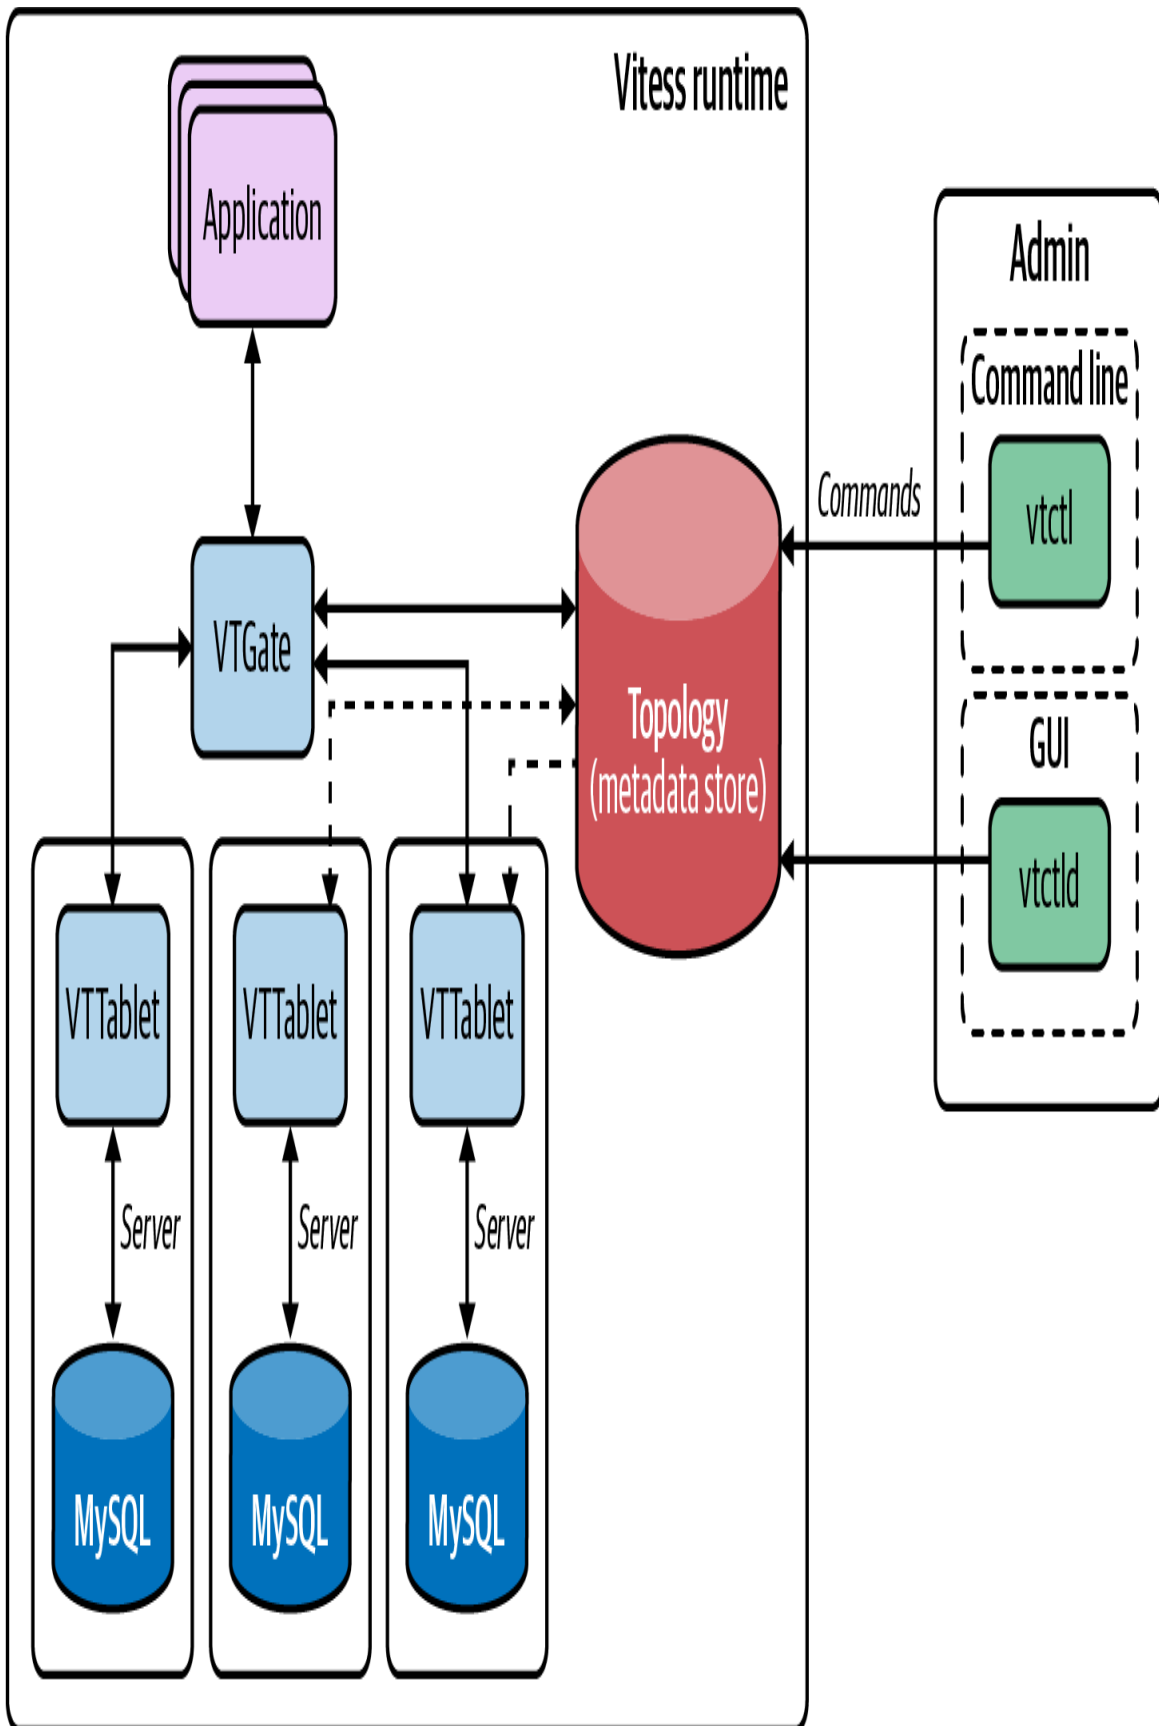 Vitess runtime
Application
Admin
Command line
vtctl
Commands
VTGate
Topology
(metadata store)
GUI
vtctld
VTTablet
VTTablet
VTTablet
Server
Server
Server
MySQL
MySQL
MySQL